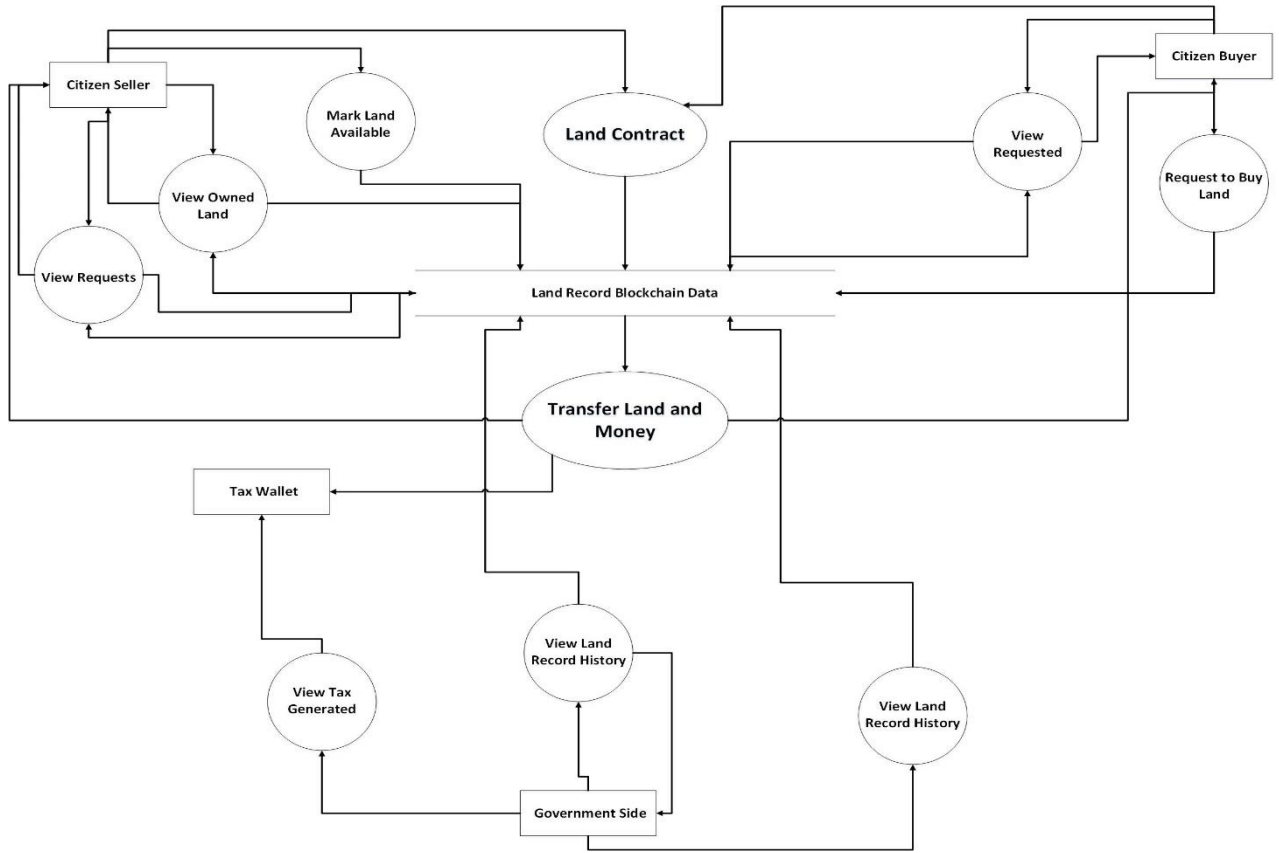 Citizen Seller
Mark Land
Available
Land Contract
View
Requested
Citizen Buyer
Request to Buy
Land
View Owned
Land
View Requests
Land Record Blockchain Data
Transfer Land and
Money
Tax Wallet
View Tax
Generated
View Land
Record History
View Land
Record History
Government Side